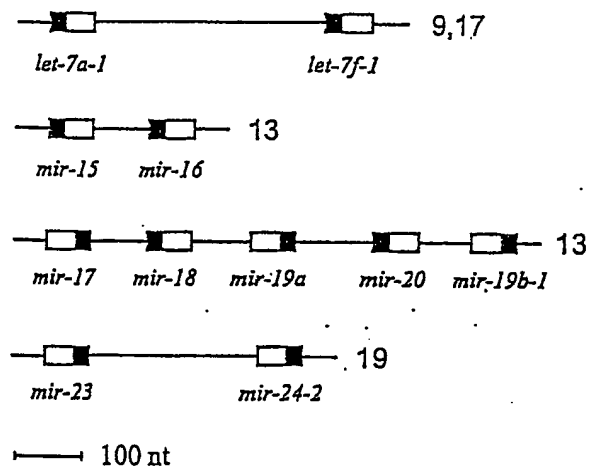 9,17
let-7a-1 let-7f-1
13
mir-15 mir-16
13
mir-17 mir-18 mir-19a mir-20 mir-19b-1
19
mir-23 mir-24-2
100 nt